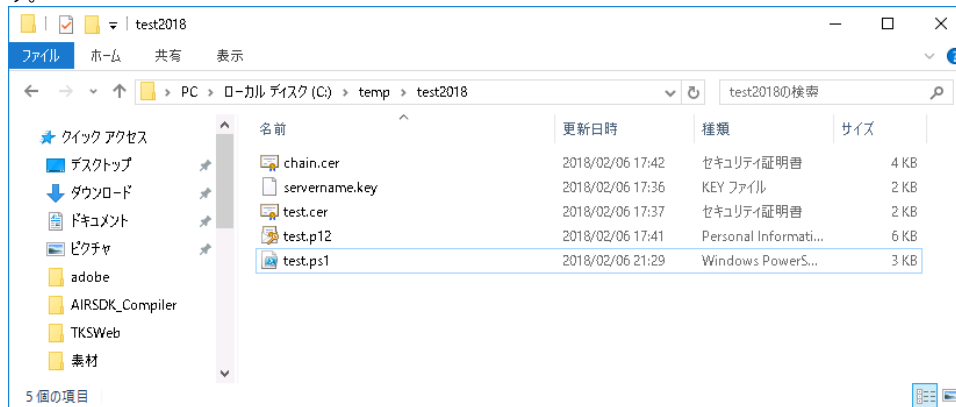 す。
test2018
ファイル ホーム 共有 表示
PC ローカル ディスク (C:) temp test2018 test2018の検索
クイック アクセス
デスクトップ
ダウンロード
ドキュメント
ピクチャ
adobe
AIRSDK_Compiler
TKSWeb
素材
名前 更新日時 種類 サイズ
chain.cer 2018/02/06 17:42 セキュリティ証明書 4 KB
servername.key 2018/02/06 17:36 KEY ファイル 2 KB
test.cer 2018/02/06 17:37 セキュリティ証明書 2 KB
test.p12 2018/02/06 17:41 Personal Informati... 6 KB
test.ps1 2018/02/06 21:29 Windows PowerS... 3 KB
5 個の項目